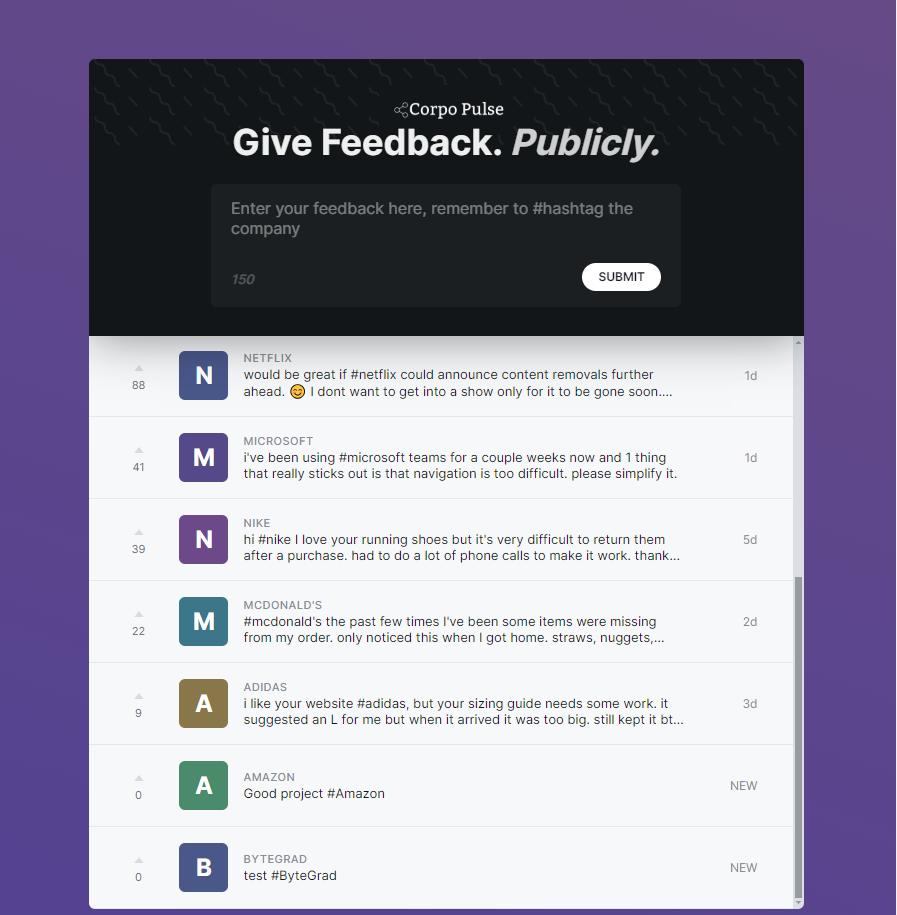 Corpo Pulse
Give Feedback. Publicly.
Enter your feedback here, remember to #hashtag the
company
150
SUBMIT
88
N
NETFLIX
would be great if #netflix could announce content removals further
ahead. 😊 I dont want to get into a show only for it to be gone soon....
1d
41
M
MICROSOFT
i've been using #microsoft teams for a couple weeks now and 1 thing
that really sticks out is that navigation is too difficult. please simplify it.
1d
39
N
NIKE
hi #nike I love your running shoes but it's very difficult to return them
after a purchase. had to do a lot of phone calls to make it work. thank...
5d
22
M
MCDONALD'S
#mcdonald's the past few times I've been some items were missing
from my order. only noticed this when I got home. straws, nuggets,...
2d
9
A
ADIDAS
i like your website #adidas, but your sizing guide needs some work. it
suggested an L for me but when it arrived it was too big. still kept it bt...
3d
0
A
AMAZON
Good project #Amazon
NEW
0
B
BYTEGRAD
test #ByteGrad
NEW